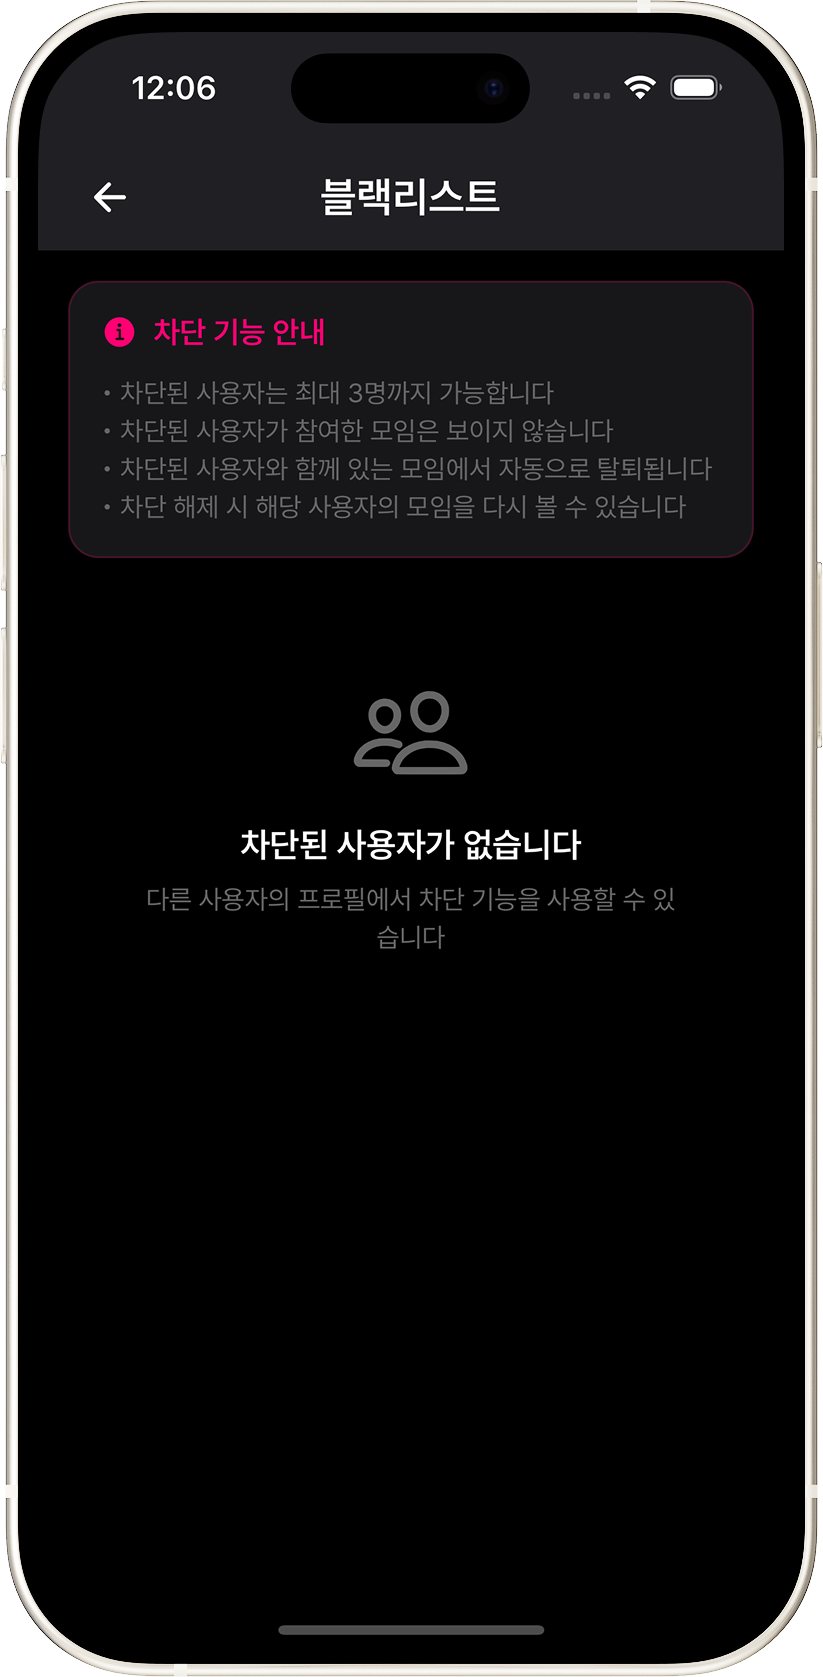 12:06
블랙리스트
차단 기능 안내
• 차단된 사용자는 최대 3명까지 가능합니다
• 차단된 사용자가 참여한 모임은 보이지 않습니다
• 차단된 사용자와 함께 있는 모임에서 자동으로 탈퇴됩니다
• 차단 해제 시 해당 사용자의 모임을 다시 볼 수 있습니다
차단된 사용자가 없습니다
다른 사용자의 프로필에서 차단 기능을 사용할 수 있
습니다